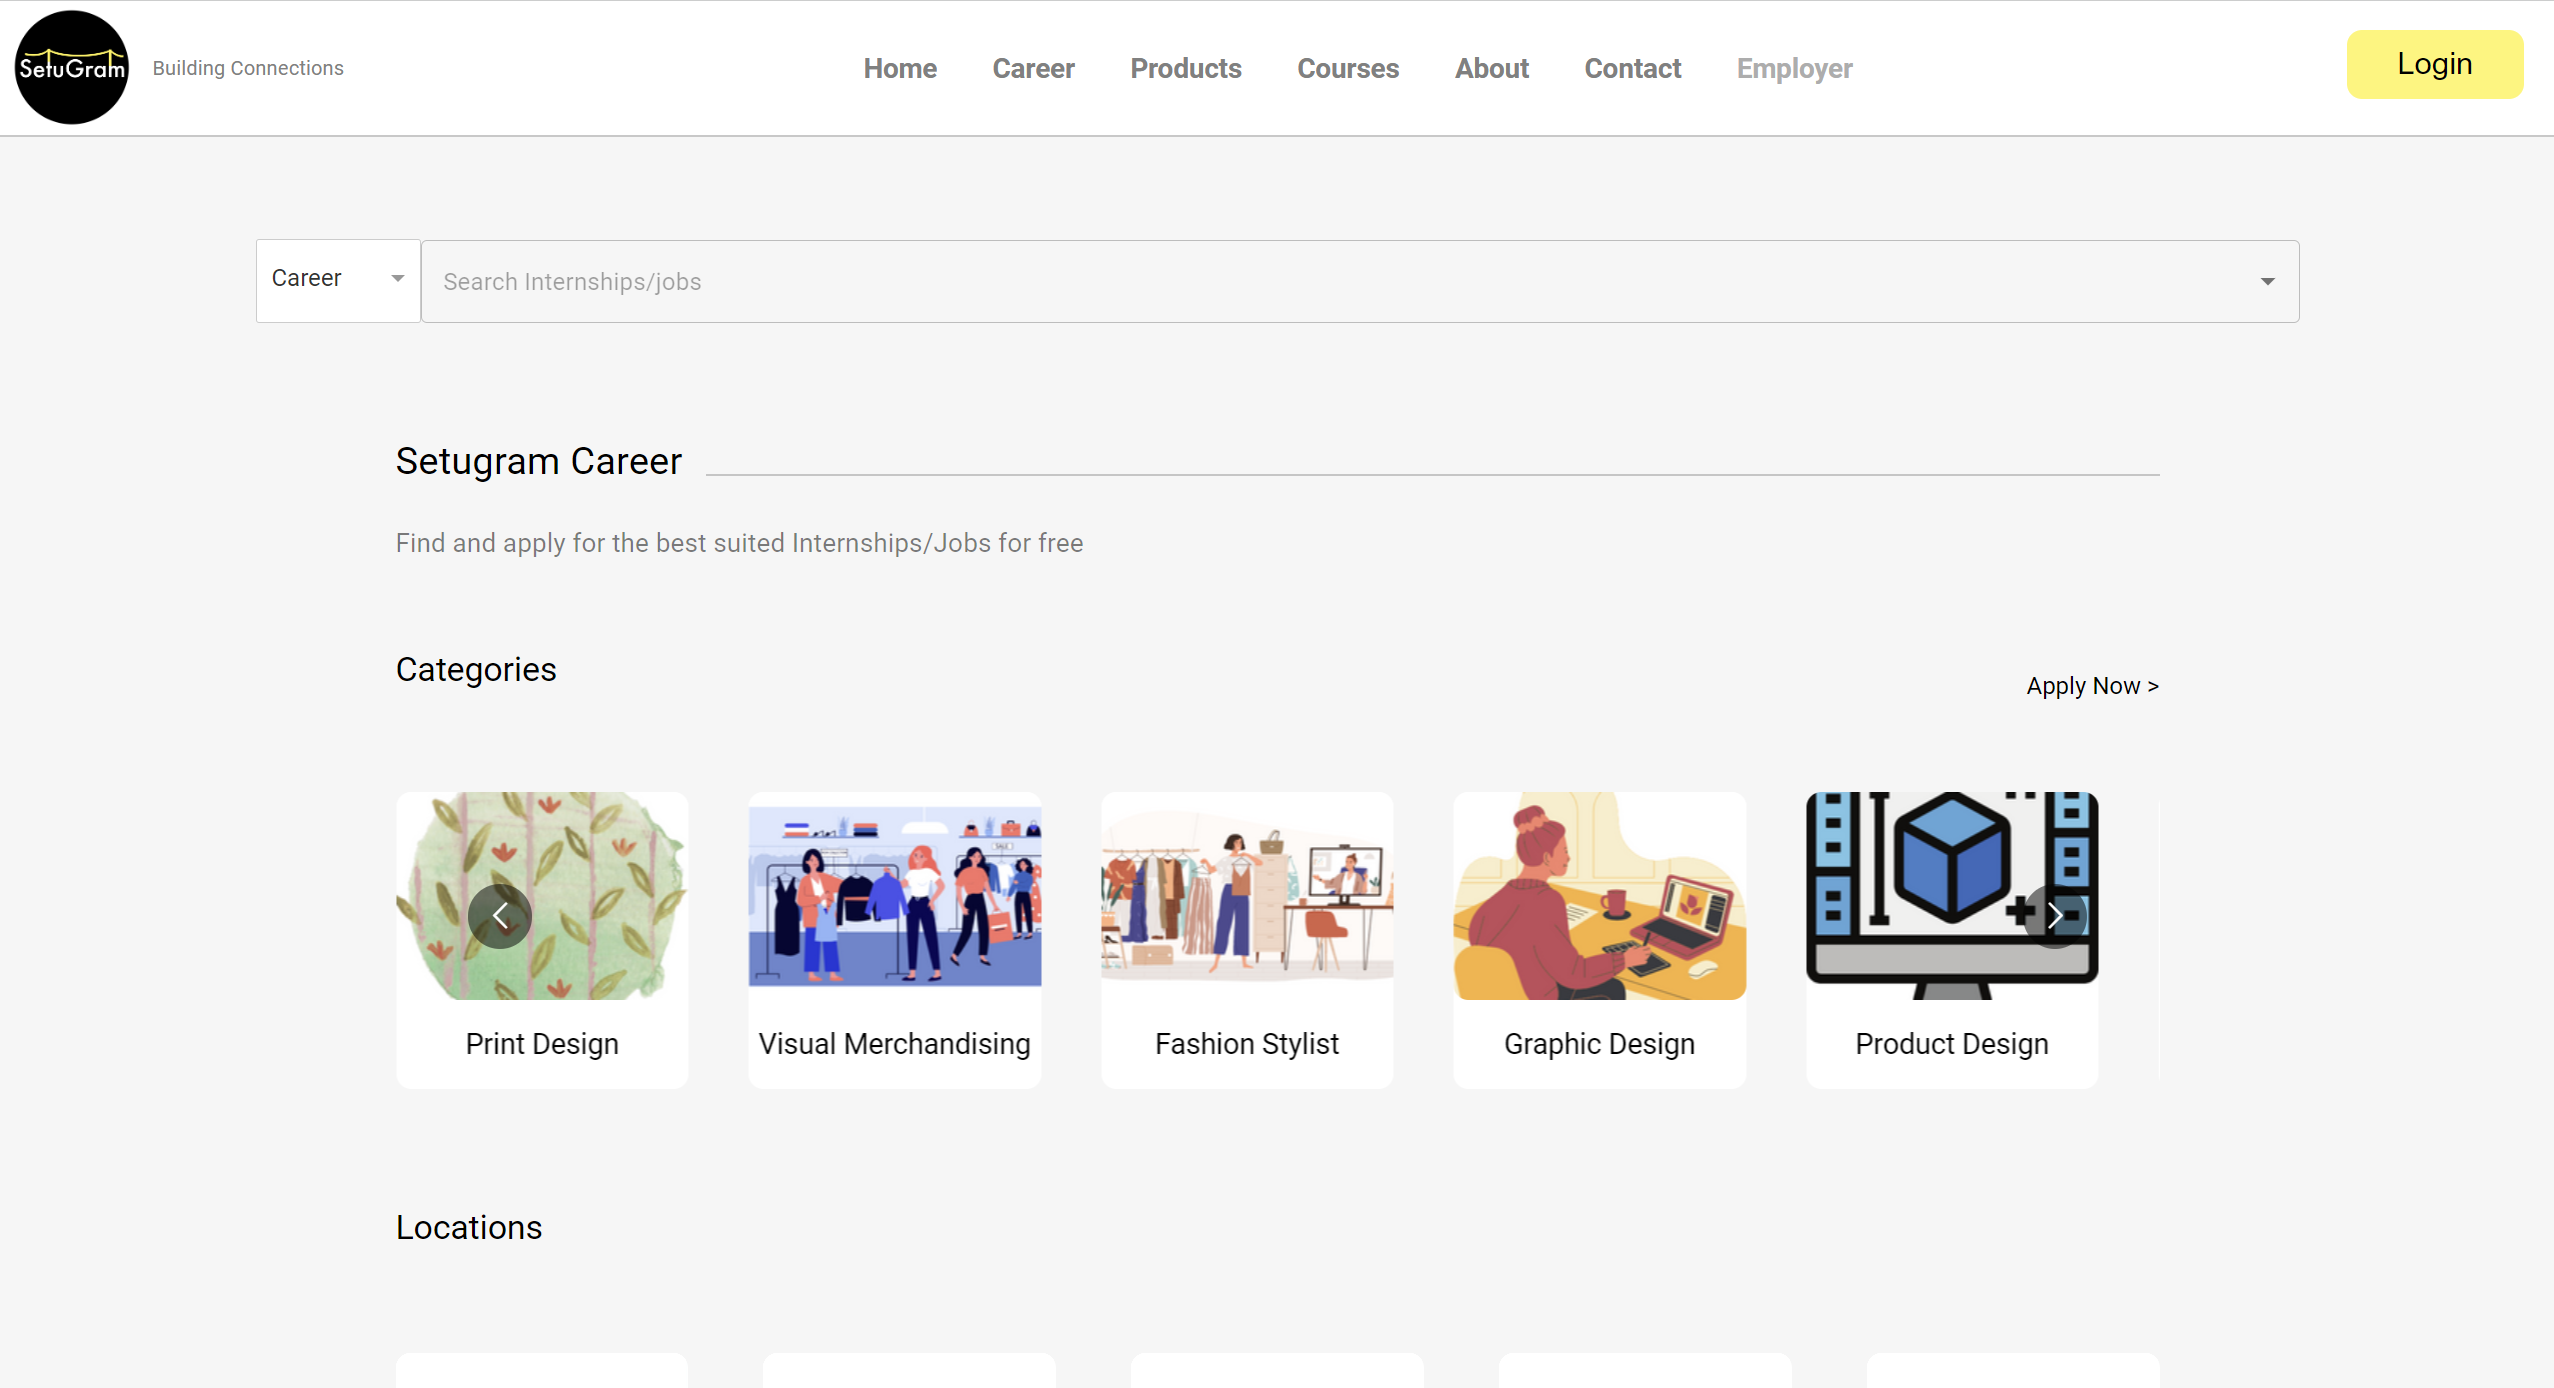 SetuGram
Building Connections
Home
Career
Products
Courses
About
Contact
Employer
Login
Career
Search Internships/jobs
Setugram Career
Find and apply for the best suited Internships/Jobs for free
Categories
Apply Now >
SALE
Print Design
Visual Merchandising
Fashion Stylist
Graphic Design
Product Design
Locations